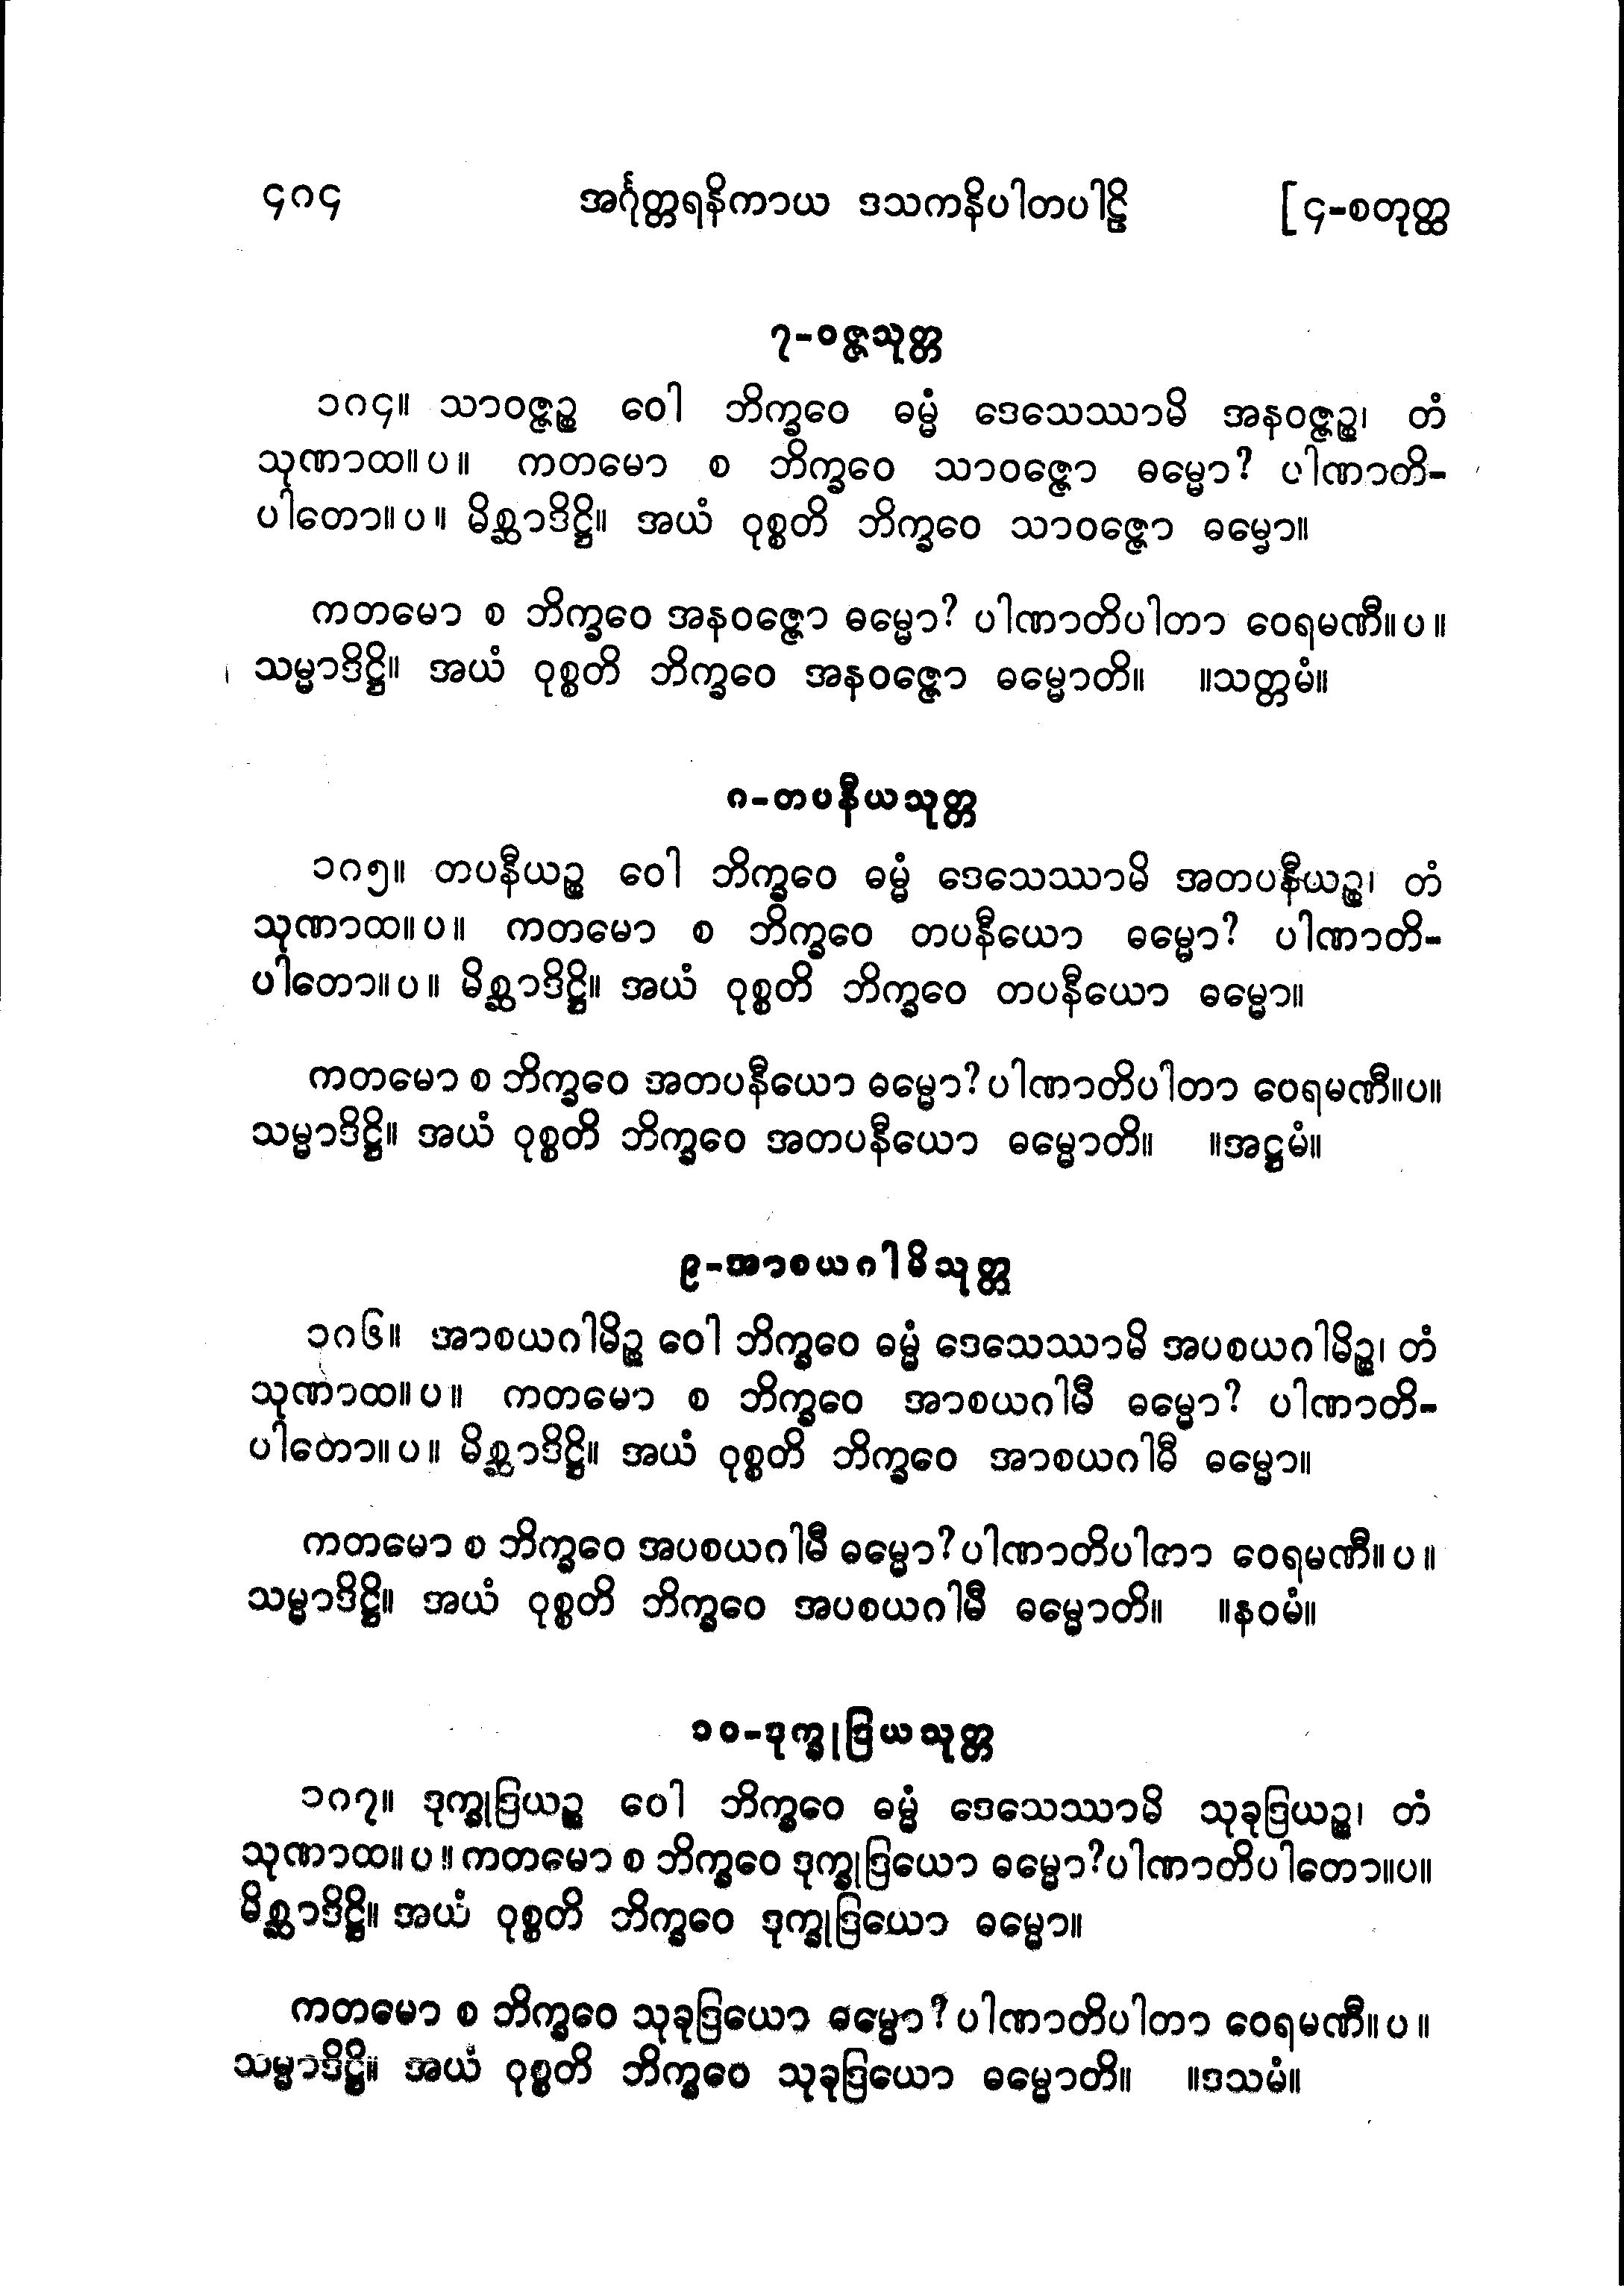 ၄၈၄ အင်္ဂုတ္တရနိကာယ ဒသကနိပါတပါဠိ [၄-စတုတ္ထ
၇-ဝဇ္ဇသုတ္တ
၁၈၄။ သာဝဇ္ဇဉ္စ ဝေါ ဘိက္ခဝေ ဓမ္မံ ဒေသေဿာမိ အနဝဇ္ဇဉ္စ၊ တံ
သုဏာထ။ပ။ ကတမော စ ဘိက္ခဝေ သာဝဇ္ဇော ဓမ္မော? ပါဏာတိ-
ပါတော။ပ။ မိစ္ဆာဒိဋ္ဌိ။ အယံ ဝုစ္စတိ ဘိက္ခဝေ သာဝဇ္ဇော ဓမ္မော။
ကတမော စ ဘိက္ခဝေ အနဝဇ္ဇော ဓမ္မော? ပါဏာတိပါတာ ဝေရမဏီ။ပ။
သမ္မာဒိဋ္ဌိ။ အယံ ဝုစ္စတိ ဘိက္ခဝေ အနဝဇ္ဇော ဓမ္မောတိ။ ။သတ္တမံ။
၈-တပနီယသုတ္တ
၁၈၅။ တပနီယဉ္စ ဝေါ ဘိက္ခဝေ ဓမ္မံ ဒေသေဿာမိ အတပနီယဉ္စ၊ တံ
သုဏာထ။ပ။ ကတမော စ ဘိက္ခဝေ တပနီယော ဓမ္မော? ပါဏာတိ-
ပါတော။ပ။ မိစ္ဆာဒိဋ္ဌိ။ အယံ ဝုစ္စတိ ဘိက္ခဝေ တပနီယော ဓမ္မော။
ကတမော စ ဘိက္ခဝေ အတပနီယော ဓမ္မော? ပါဏာတိပါတာ ဝေရမဏီ။ပ။
သမ္မာဒိဋ္ဌိ။ အယံ ဝုစ္စတိ ဘိက္ခဝေ အတပနီယော ဓမ္မောတိ။ ။အဋ္ဌမံ။
၉-အာစယဂါမိသုတ္တ
၁၈၆။ အာစယဂါမိဉ္စ ဝေါ ဘိက္ခဝေ ဓမ္မံ ဒေသေဿာမိ အပစယဂါမိဉ္စ၊ တံ
သုဏာထ။ပ။ ကတမော စ ဘိက္ခဝေ အာစယဂါမီ ဓမ္မော? ပါဏာတိ-
ပါတော။ပ။ မိစ္ဆာဒိဋ္ဌိ။ အယံ ဝုစ္စတိ ဘိက္ခဝေ အာစယဂါမီ ဓမ္မော။
ကတမော စ ဘိက္ခဝေ အပစယဂါမီ ဓမ္မော? ပါဏာတိပါတာ ဝေရမဏီ။ပ။
သမ္မာဒိဋ္ဌိ။ အယံ ဝုစ္စတိ ဘိက္ခဝေ အပစယဂါမီ ဓမ္မောတိ။ ။နဝမံ။
၁၀-ဒုက္ခုဒြယသုတ္တ
၁၈၇။ ဒုက္ခုဒြယဉ္စ ဝေါ ဘိက္ခဝေ ဓမ္မံ ဒေသေဿာမိ သုခုဒြယဉ္စ၊ တံ
သုဏာထ။ပ။ ကတမော စ ဘိက္ခဝေ ဒုက္ခုဒြယော ဓမ္မော? ပါဏာတိပါတော။ပ။
မိစ္ဆာဒိဋ္ဌိ။ အယံ ဝုစ္စတိ ဘိက္ခဝေ ဒုက္ခုဒြယော ဓမ္မော။
ကတမော စ ဘိက္ခဝေ သုခုဒြယော ဓမ္မော? ပါဏာတိပါတာ ဝေရမဏီ။ပ။
သမ္မာဒိဋ္ဌိ။ အယံ ဝုစ္စတိ ဘိက္ခဝေ သုခုဒြယော ဓမ္မောတိ။ ။ဒသမံ။